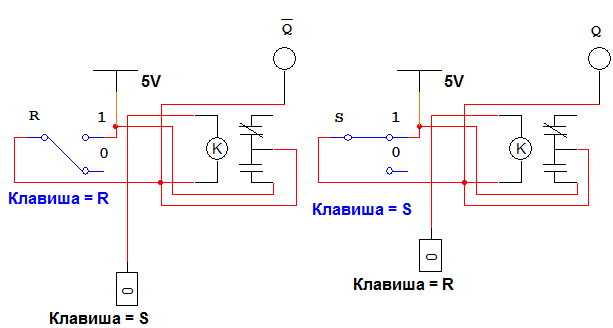 Q
Q
5V
5V
R
1
S
1
K
K
0
0
Клавиша = R
Клавиша = S
0
Клавиша = R
0
Клавиша = S